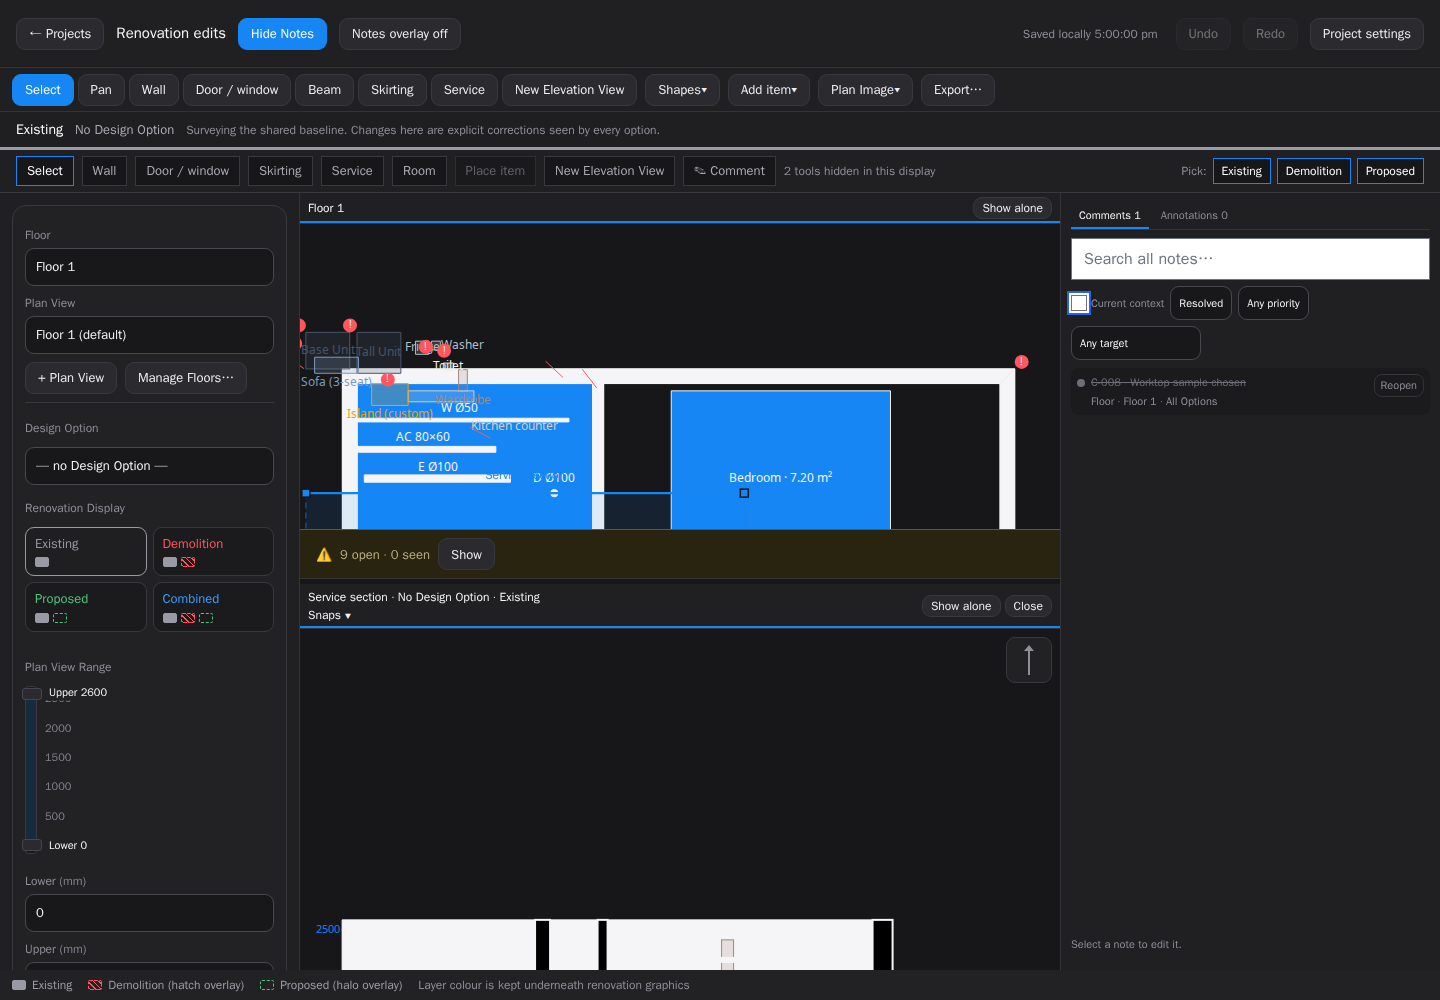 ← Projects
Renovation edits
Hide Notes
Notes overlay off
Saved locally 5:00:00 pm
Undo
Redo
Project settings
Select
Pan
Wall
Door / window
Beam
Skirting
Service
New Elevation View
Shapes▾
Add item▾
Plan Image▾
Export⋯
Existing
No Design Option
Surveying the shared baseline. Changes here are explicit corrections seen by every option.
Select
Wall
Door / window
Skirting
Service
Room
Place item
New Elevation View
✎ Comment
2 tools hidden in this display
Pick:
Existing
Demolition
Proposed
Floor
Floor 1
Plan View
Floor 1 (default)
+ Plan View
Manage Floors⋯
Design Option
— no Design Option —
Renovation Display
Existing
Demolition
Proposed
Combined
Plan View Range
Upper 2600
2000
1500
1000
500
Lower 0
Lower (mm)
0
Upper (mm)
Floor 1
Show alone
Base Unit
Tall Unit
Washer
Toilet
Sofa (3-seat)
Wardrobe
Island (custom)
W Ø50
Kitchen counter
AC 80×60
E Ø100
D Ø100
Bedroom · 7.20 m²
⚠️ 9 open · 0 seen
Show
Service section · No Design Option · Existing
Snaps ▾
Show alone
Close
2500
Comments 1
Annotations 0
Search all notes⋯
Current context
Resolved
Any priority
Any target
C-008 · Worktop sample chosen
Floor · Floor 1 · All Options
Reopen
Select a note to edit it.
Existing
Demolition (hatch overlay)
Proposed (halo overlay)
Layer colour is kept underneath renovation graphics